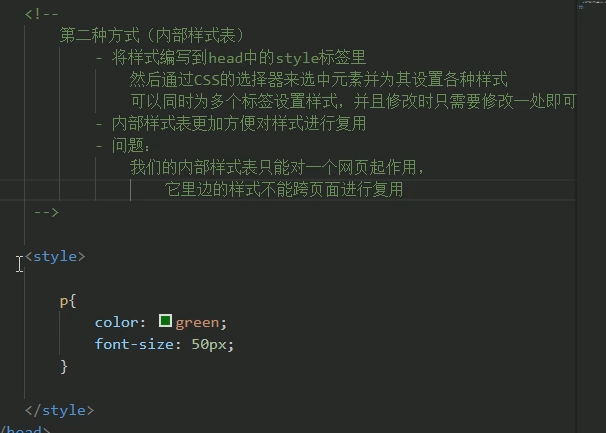 <!--
第二种方式（内部样式表）
- 将样式编写到head中的style标签里
然后通过CSS的选择器来选中元素并为其设置各种样式
可以同时为多个标签设置样式，并且修改时只需要修改一处即可
- 内部样式表更加方便对样式进行复用
- 问题：
我们的内部样式表只能对一个网页起作用，
它里边的样式不能跨页面进行复用
-->
<style>
p{
color: green;
font-size: 50px;
}
</style>
/head>